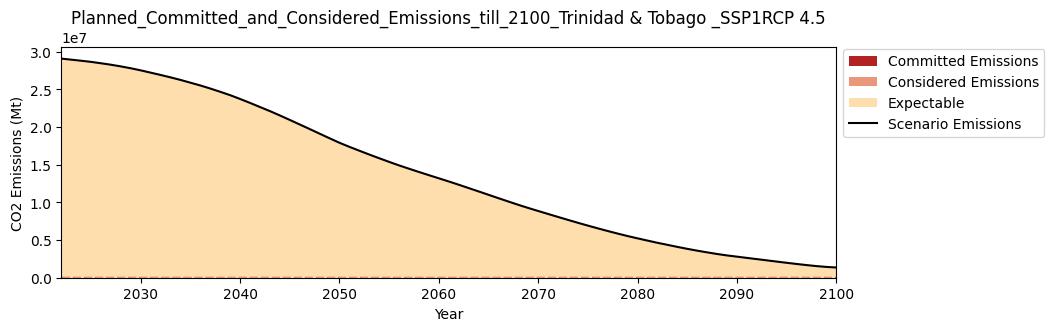 Planned_Committed_and_Considered_Emissions_till_2100_Trinidad & Tobago _SSP1RCP 4.5
1e7
3.0
2.5
2.0
1.5
1.0
0.5
0.0
CO2 Emissions (Mt)
2030 2040 2050 2060 2070 2080 2090 2100
Year
Committed Emissions
Considered Emissions
Expectable
Scenario Emissions